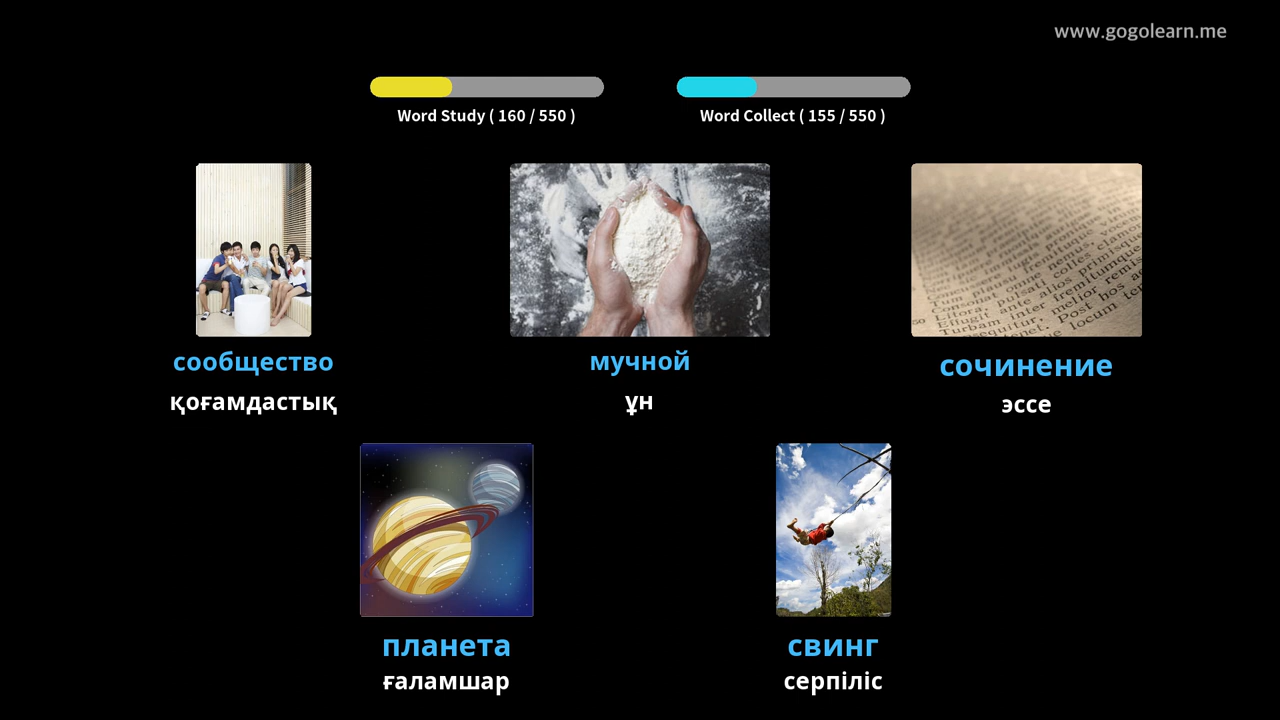 www.gogolearn.me
Word Study ( 160 / 550 )
Word Collect ( 155 / 550 )
сообщество
қоғамдастық
мучной
ұн
сочинение
эссе
планета
ғаламшар
свинг
серпіліс